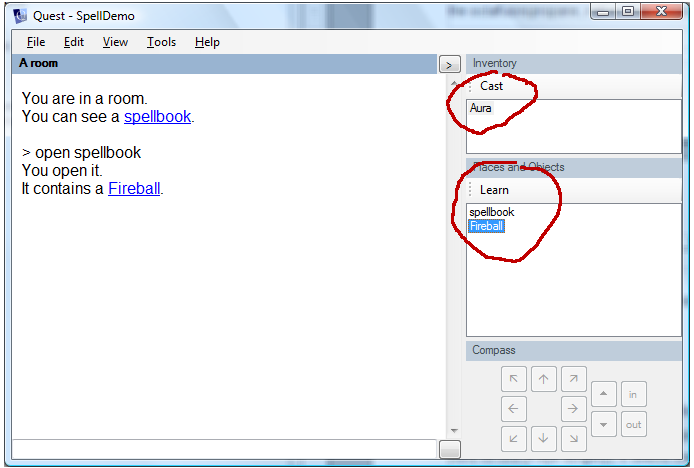 Quest - SpellDemo
File Edit View Tools Help
A room
>
You are in a room.
You can see a spellbook.
> open spellbook
You open it.
It contains a Fireball.
Inventory
Cast
Aura
Places and Objects
Learn
spellbook
Fireball
Compass
in
out